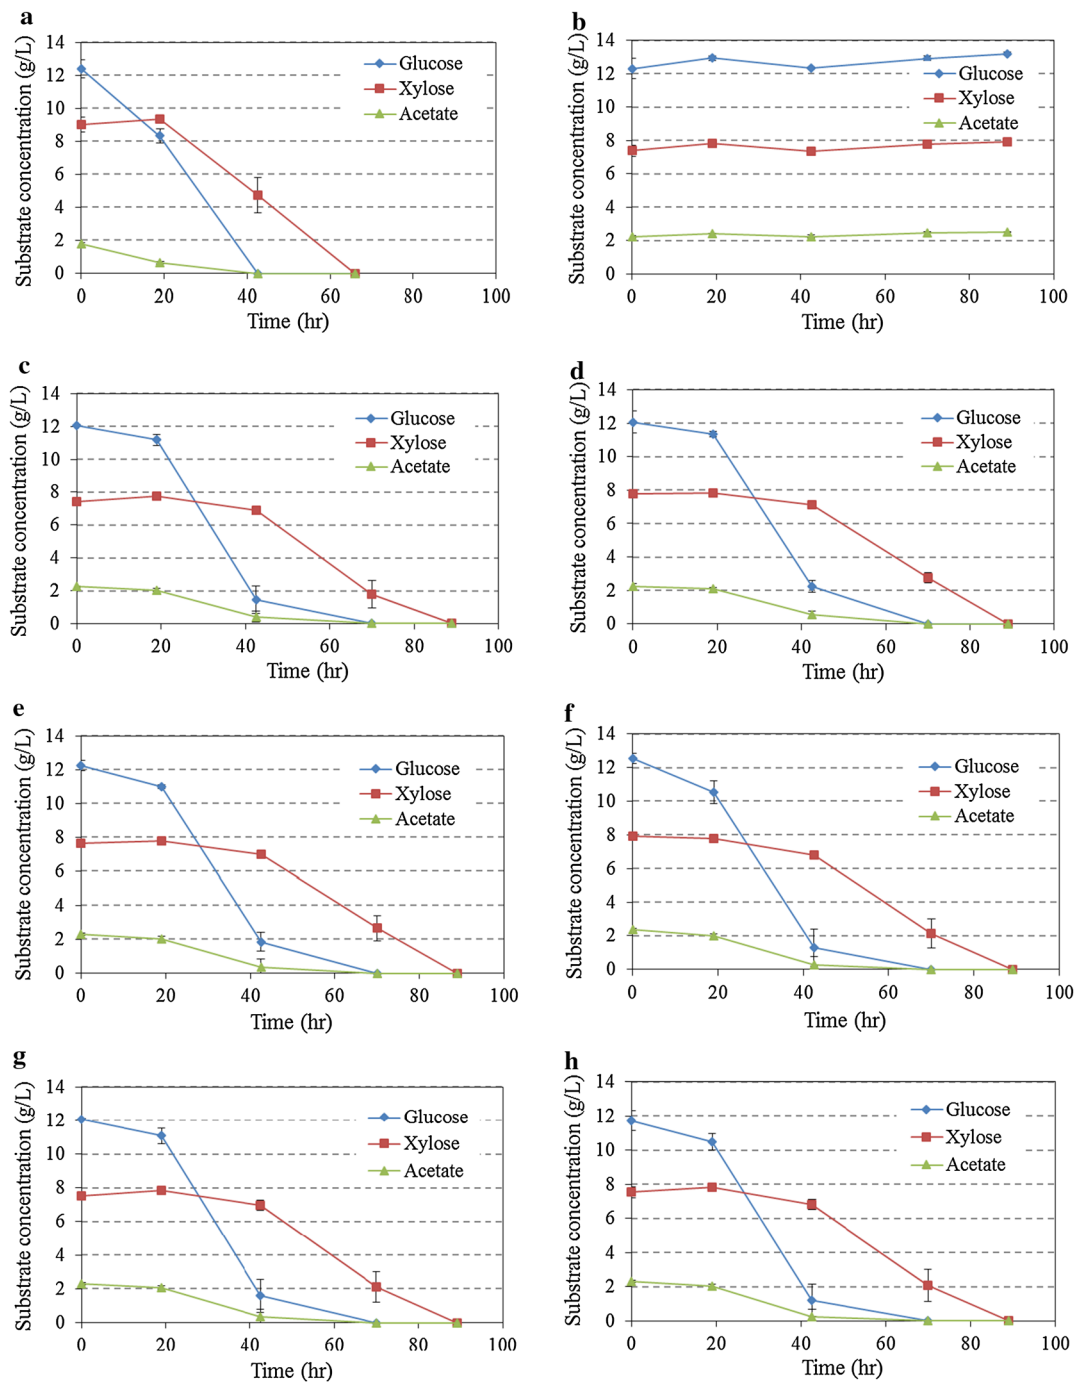 a
Substrate concentration (g/L)
14
12
10
8
6
4
2
0
Glucose
Xylose
Acetate
0 20 40 60 80 100
Time (hr)
b
Substrate concentration (g/L)
14
12
10
8
6
4
2
0
Glucose
Xylose
Acetate
0 20 40 60 80 100
Time (hr)
c
Substrate concentration (g/L)
14
12
10
8
6
4
2
0
Glucose
Xylose
Acetate
0 20 40 60 80 100
Time (hr)
d
Substrate concentration (g/L)
14
12
10
8
6
4
2
0
Glucose
Xylose
Acetate
0 20 40 60 80 100
Time (hr)
e
Substrate concentration (g/L)
14
12
10
8
6
4
2
0
Glucose
Xylose
Acetate
0 20 40 60 80 100
Time (hr)
f
Substrate concentration (g/L)
14
12
10
8
6
4
2
0
Glucose
Xylose
Acetate
0 20 40 60 80 100
Time (hr)
g
Substrate concentration (g/L)
14
12
10
8
6
4
2
0
Glucose
Xylose
Acetate
0 20 40 60 80 100
Time (hr)
h
Substrate concentration (g/L)
14
12
10
8
6
4
2
0
Glucose
Xylose
Acetate
0 20 40 60 80 100
Time (hr)